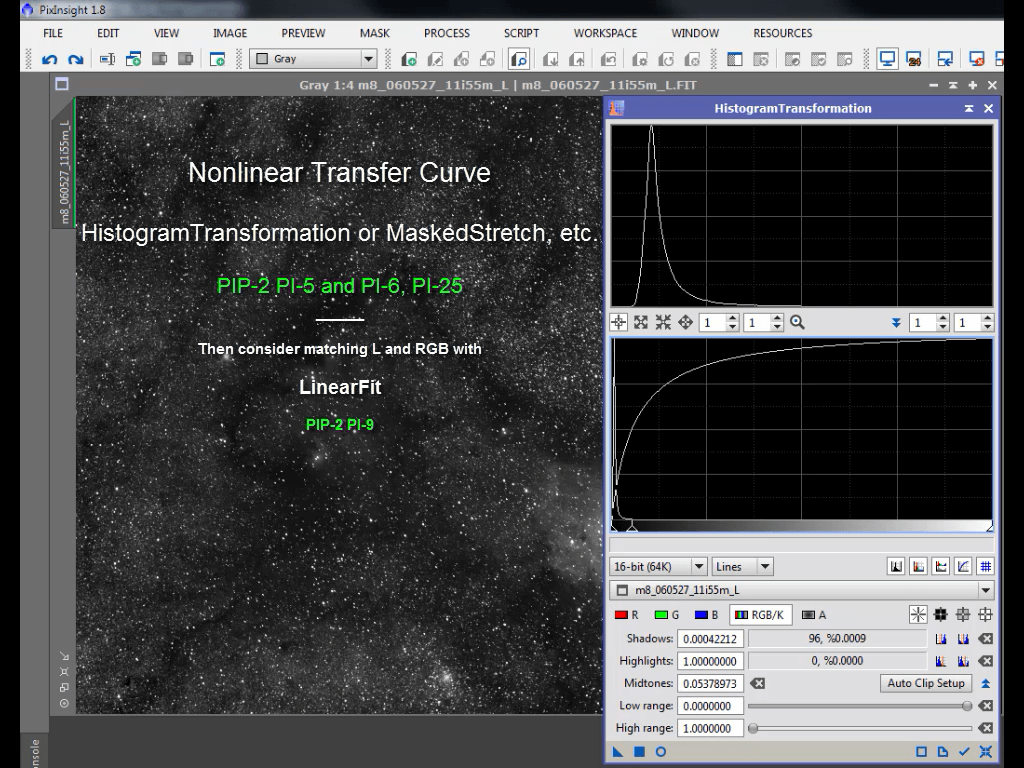 PixInsight 1.8
FILE EDIT VIEW IMAGE PREVIEW MASK PROCESS SCRIPT WORKSPACE WINDOW RESOURCES
Gray
Gray 1:4 m8_060527_11i55m_L | m8_060527_11i55m_L.FIT
m8_060527_11i55m_L
Nonlinear Transfer Curve
HistogramTransformation or MaskedStretch, etc.
PIP-2 PI-5 and PI-6, PI-25
Then consider matching L and RGB with
LinearFit
PIP-2 PI-9
HistogramTransformation
1 1 1 1
16-bit (64K) Lines
m8_060527_11i55m_L
R G B RGB/K A
Shadows: 0.00042212 96, %0.0009
Highlights: 1.00000000 0, %0.0000
Midtones: 0.05378973 Auto Clip Setup
Low range: 0.0000000
High range: 1.0000000